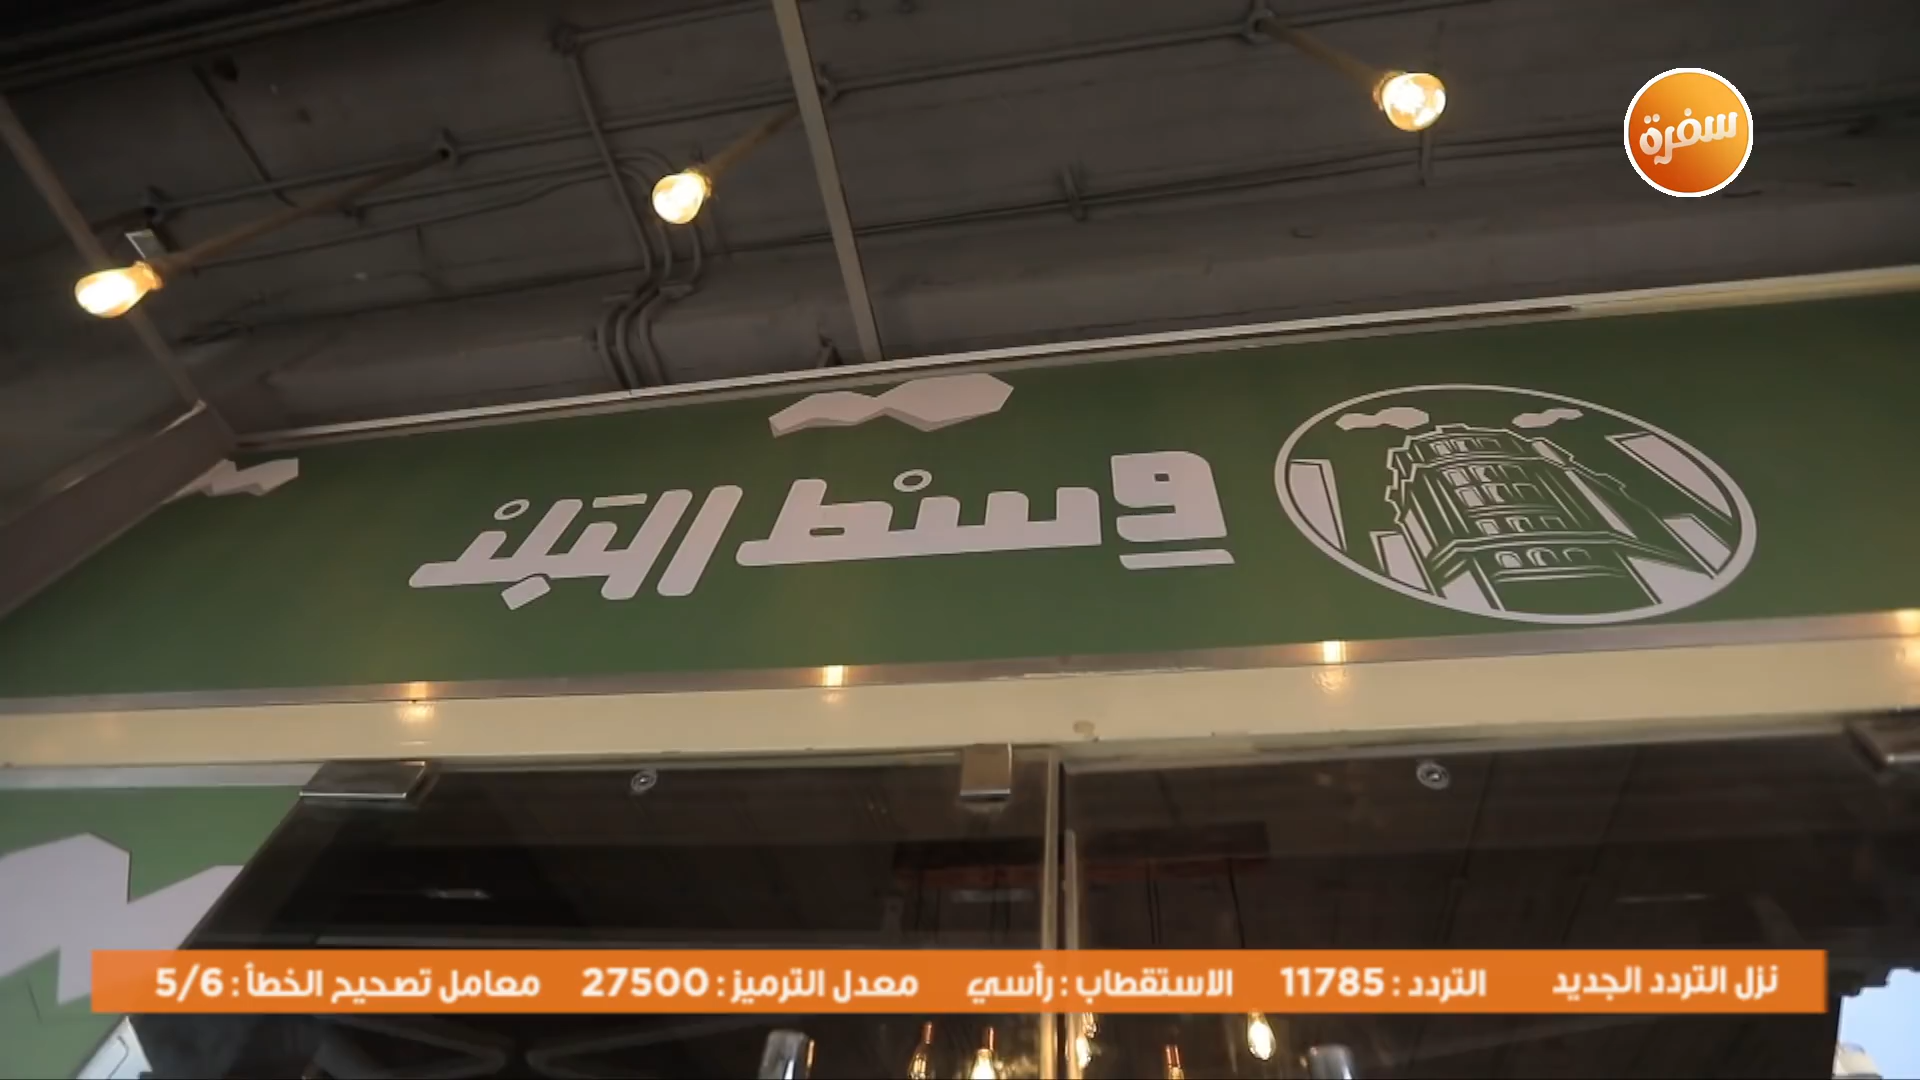 سفرة
وسط البلد
نزل التردد الجديد التردد : 11785 الاستقطاب : رأسي معدل الترميز : 27500 معامل تصحيح الخطأ : 5/6